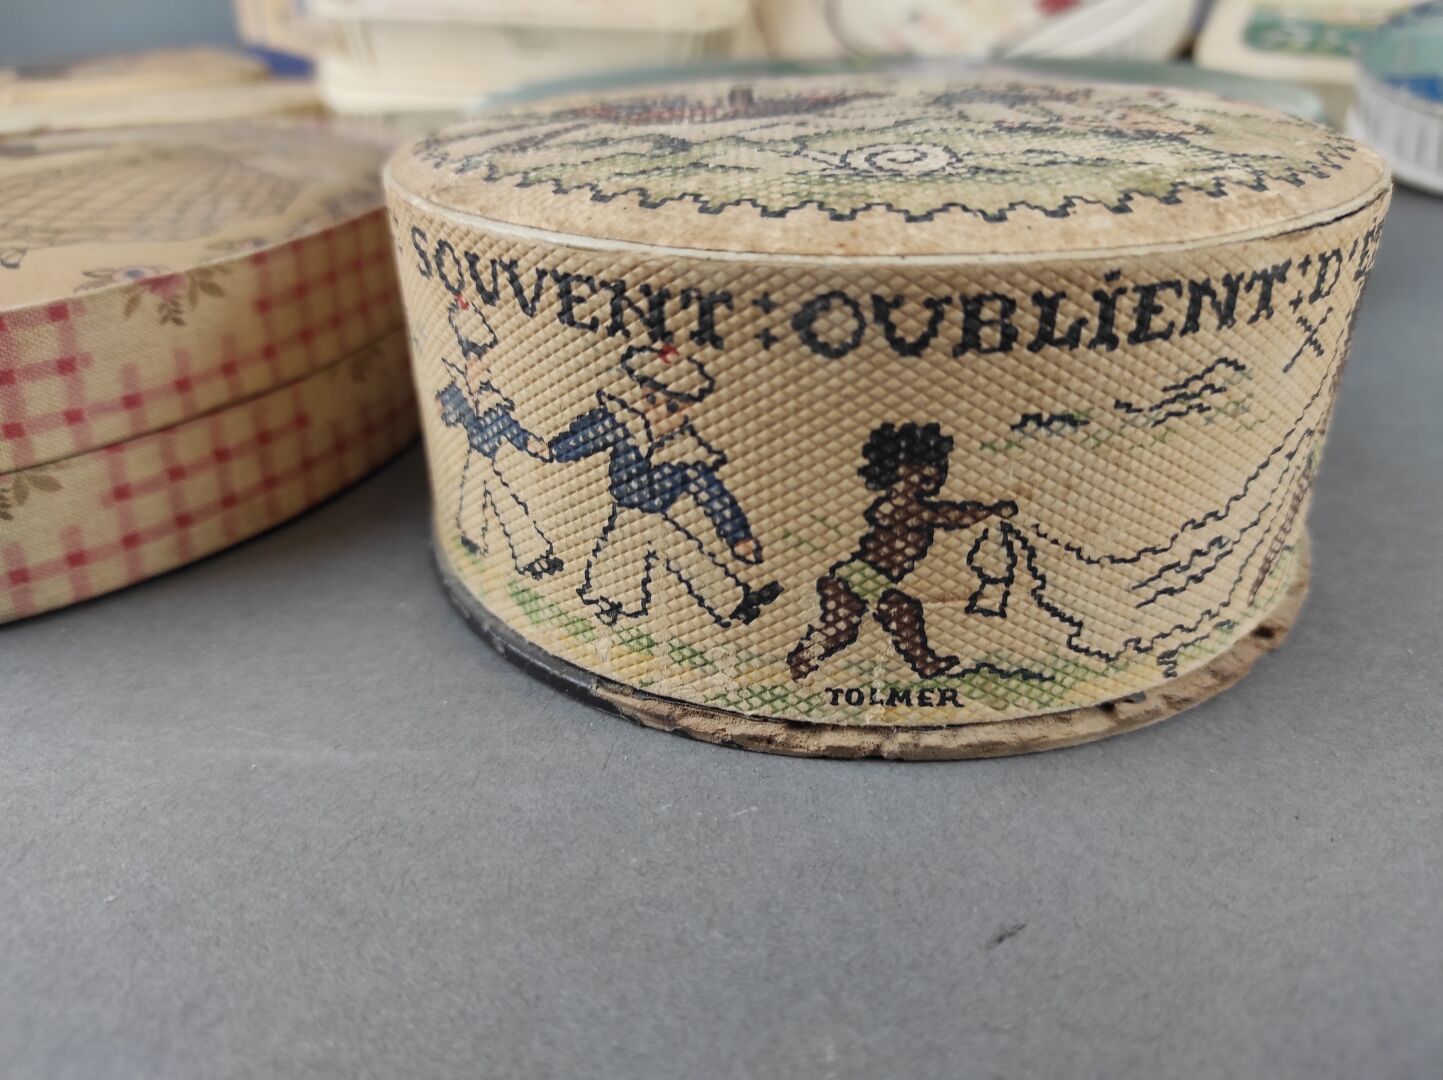 SOUVENT : OUBLIENT : D'E
TOLMER